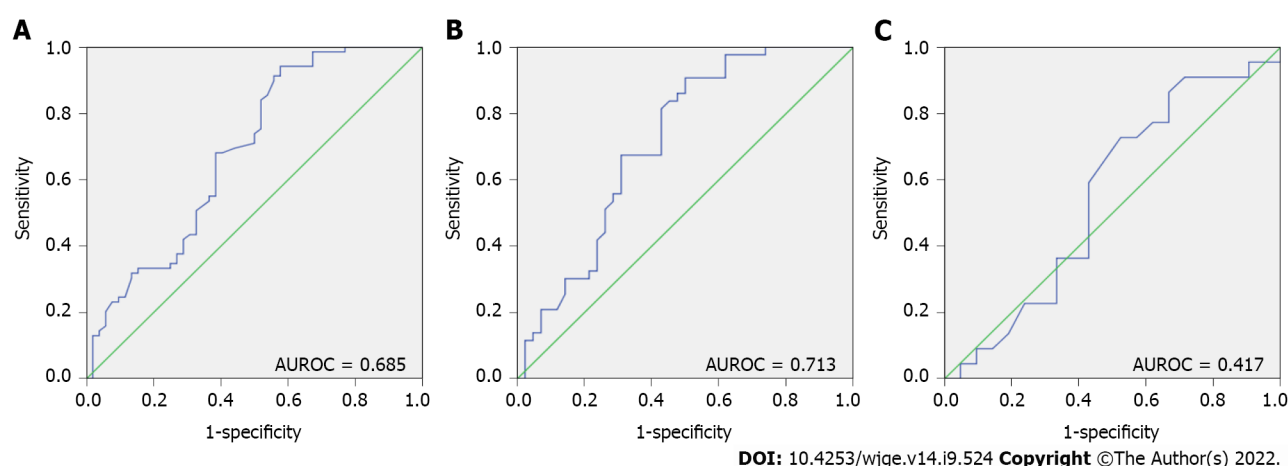 A
B
C
1.0
0.8
0.6
0.4
0.2
0.0
Sensitivity
AUROC = 0.685
0.0 0.2 0.4 0.6 0.8 1.0
1-specificity
1.0
0.8
0.6
0.4
0.2
0.0
Sensitivity
AUROC = 0.713
0.0 0.2 0.4 0.6 0.8 1.0
1-specificity
1.0
0.8
0.6
0.4
0.2
0.0
Sensitivity
AUROC = 0.417
0.0 0.2 0.4 0.6 0.8 1.0
1-specificity
DOI: 10.4253/wjge.v14.i9.524 Copyright ©The Author(s) 2022.